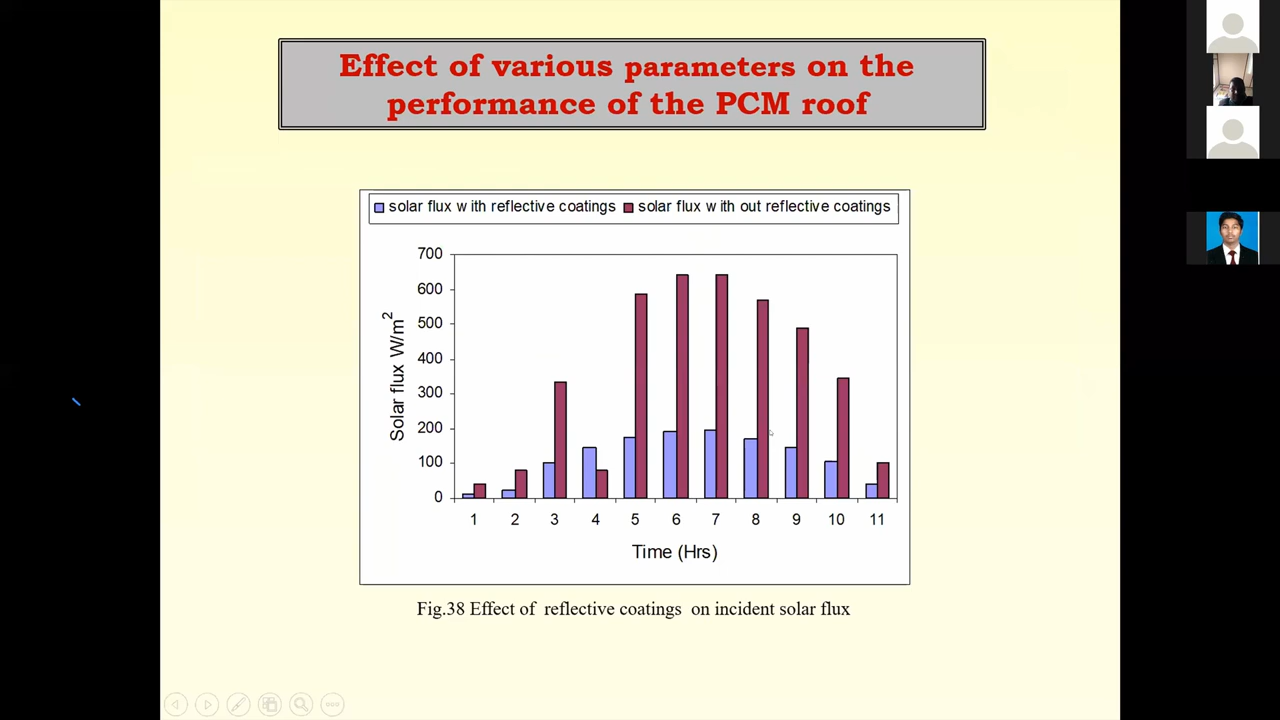 Effect of various parameters on the
performance of the PCM roof
solar flux with reflective coatings solar flux with out reflective coatings
700
600
500
400
300
200
100
0
Solar flux W/m²
1 2 3 4 5 6 7 8 9 10 11
Time (Hrs)
Fig.38 Effect of reflective coatings on incident solar flux